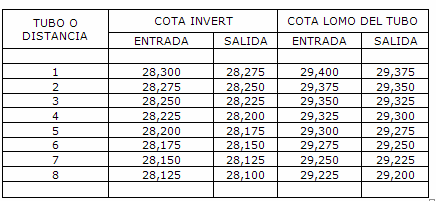 TUBO O DISTANCIA COTA INVERT COTA LOMO DEL TUBO
ENTRADA SALIDA ENTRADA SALIDA
1 28,300 28,275 29,400 29,375
2 28,275 28,250 29,375 29,350
3 28,250 28,225 29,350 29,325
4 28,225 28,200 29,325 29,300
5 28,200 28,175 29,300 29,275
6 28,175 28,150 29,275 29,250
7 28,150 28,125 29,250 29,225
8 28,125 28,100 29,225 29,200